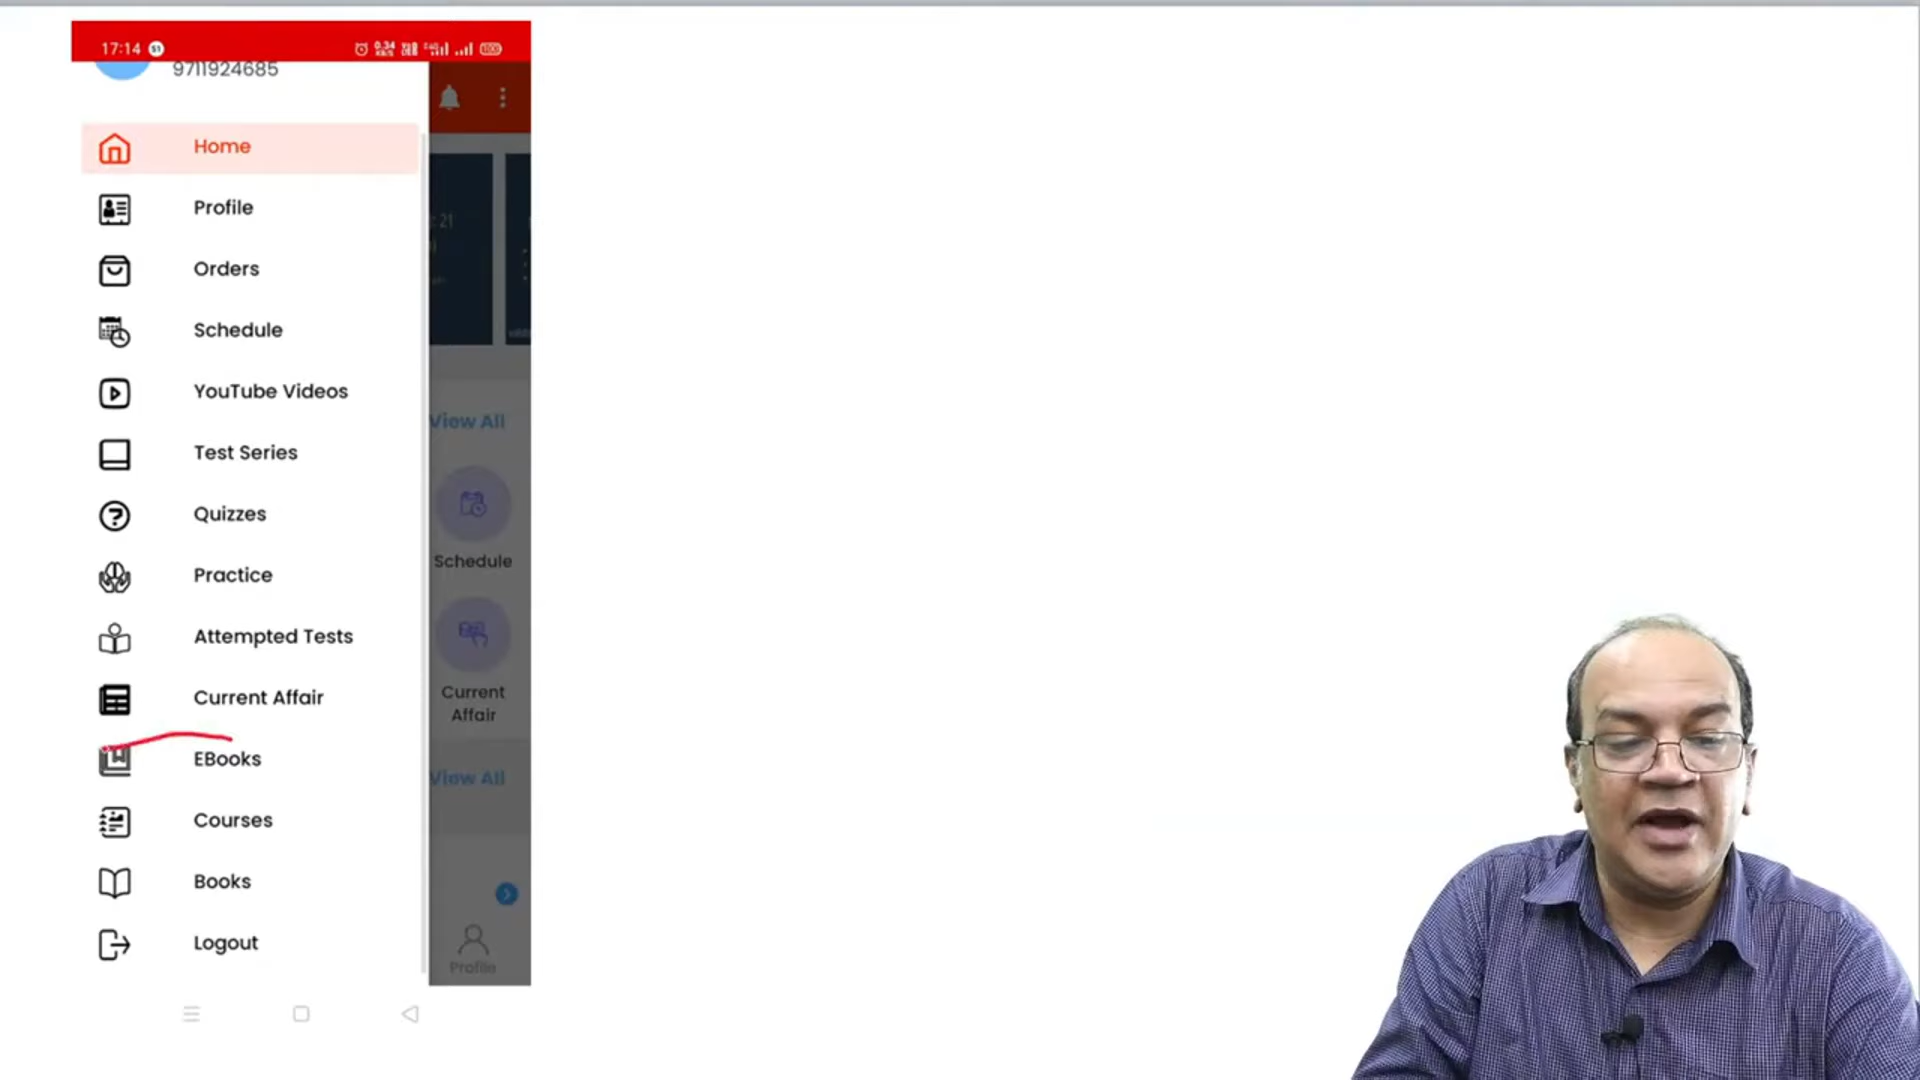 17:14
9711924685
Home
Profile
Orders
Schedule
YouTube Videos
Test Series
Quizzes
Practice
Attempted Tests
Current Affair
EBooks
Courses
Books
Logout
: 21
View All
Schedule
Current
Affair
View All
Profile